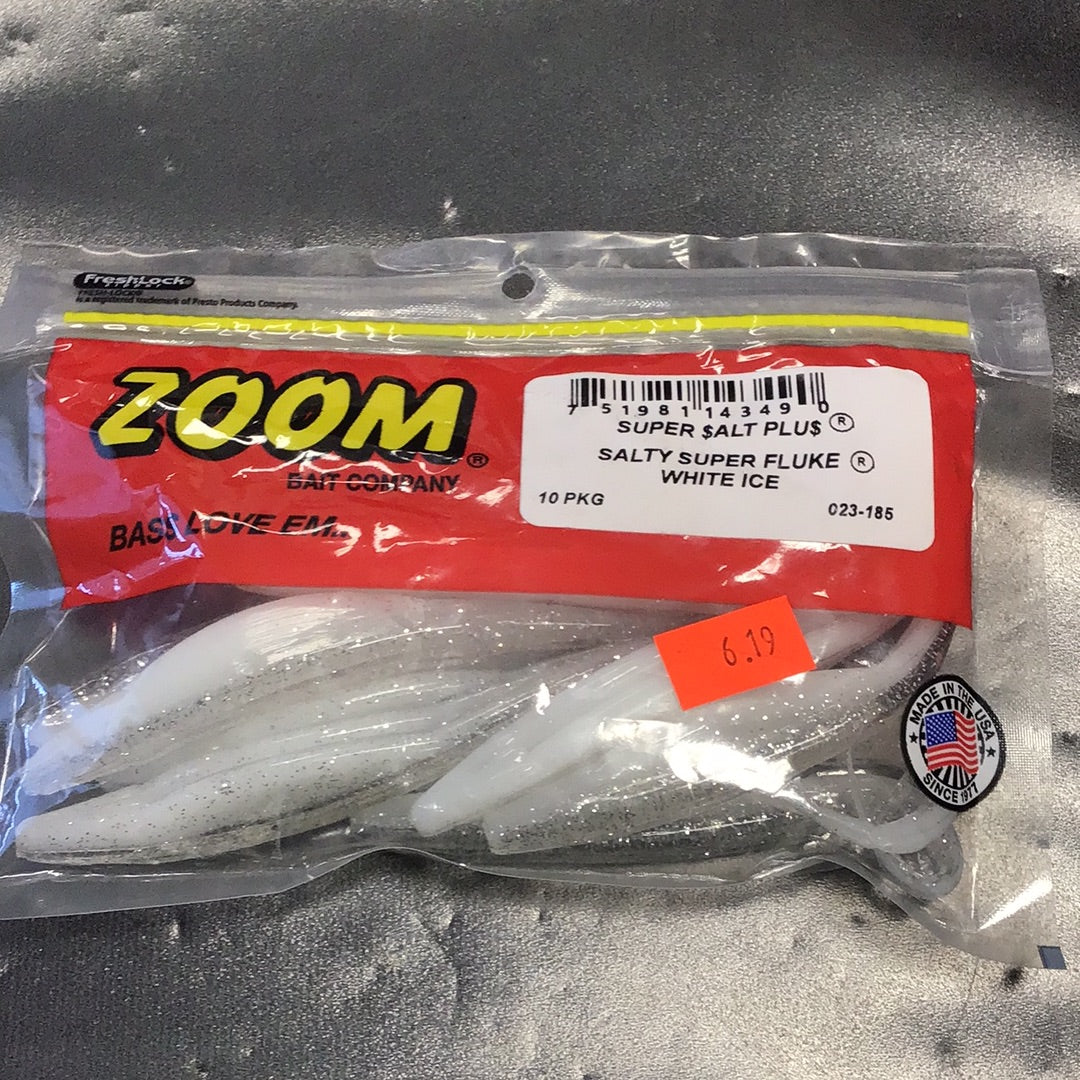 FreshLock®
FRESH-LOCK®
is a registered trademark of Presto Products Company.
ZOOM®
BAIT COMPANY
BASS LOVE EM...
7 51981 14349 0
SUPER $ALT PLU$ ®
SALTY SUPER FLUKE ®
WHITE ICE
10 PKG 023-185
6.19
MADE IN THE USA
SINCE 1977